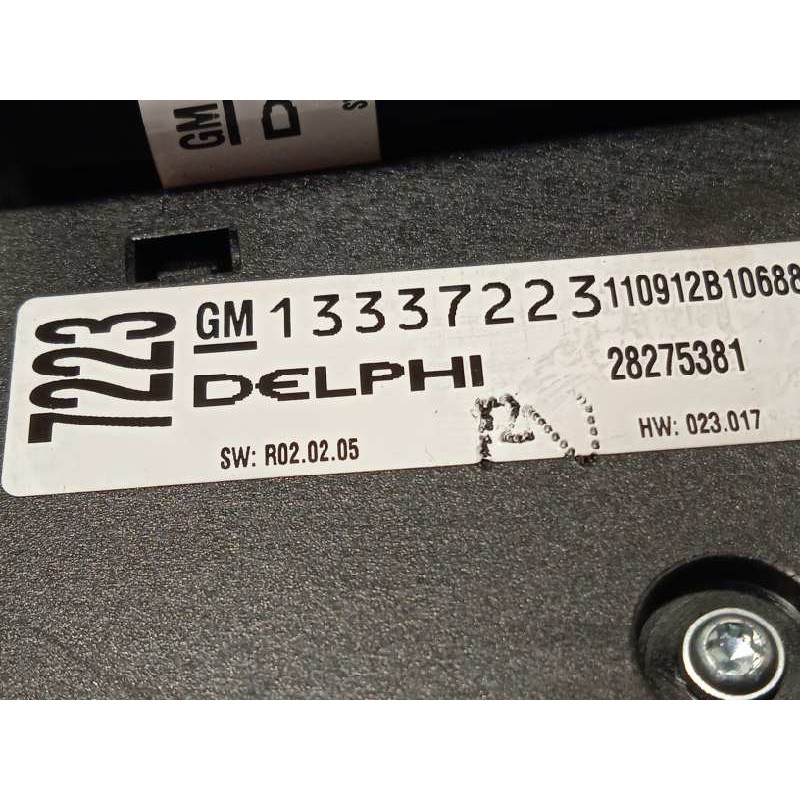 GM
D
S
7223
GM 13337223 110912B10688
DELPHI 28275381
SW: R02.02.05
HW: 023.017